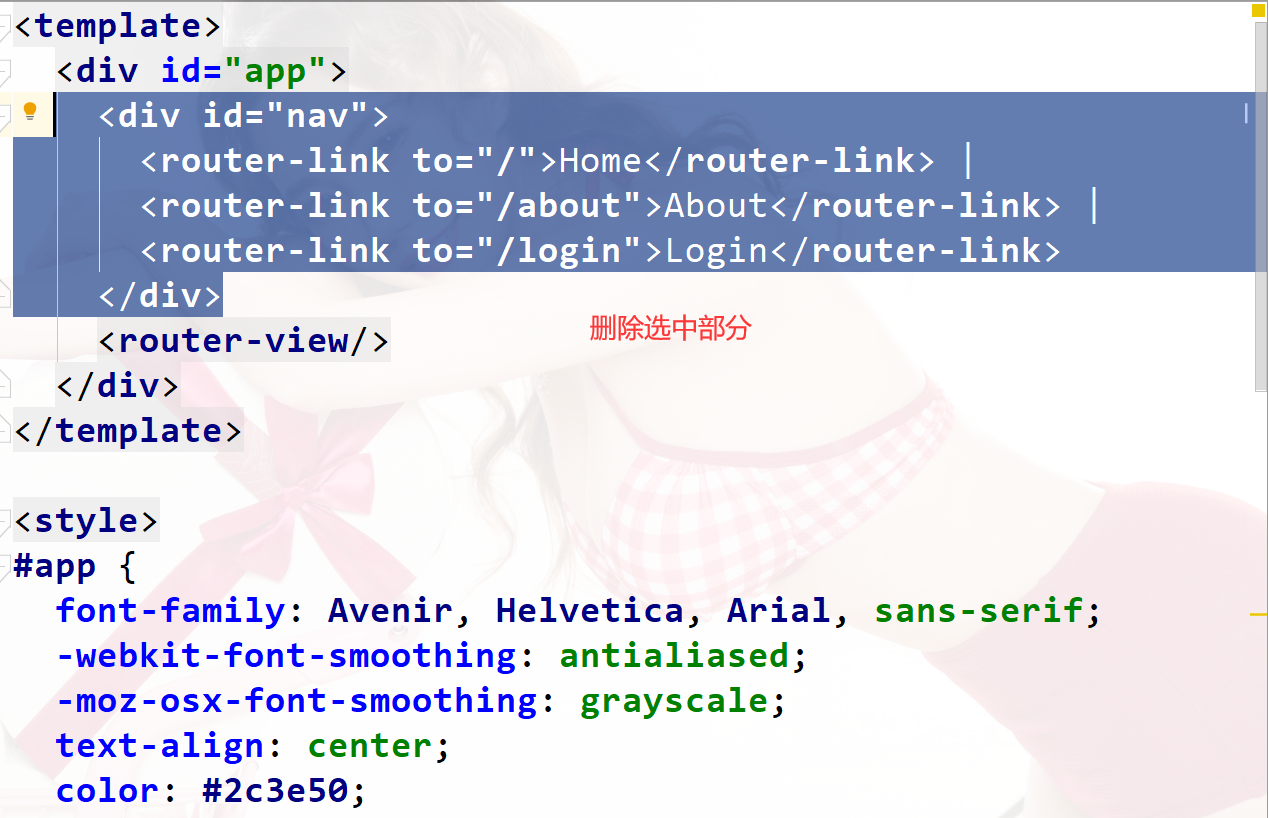 <template>
  <div id="app">
    <div id="nav">
      <router-link to="/">Home</router-link> |
      <router-link to="/about">About</router-link> |
      <router-link to="/login">Login</router-link>
    </div>
删除选中部分
    <router-view/>
  </div>
</template>

<style>
#app {
  font-family: Avenir, Helvetica, Arial, sans-serif;
  -webkit-font-smoothing: antialiased;
  -moz-osx-font-smoothing: grayscale;
  text-align: center;
  color: #2c3e50;